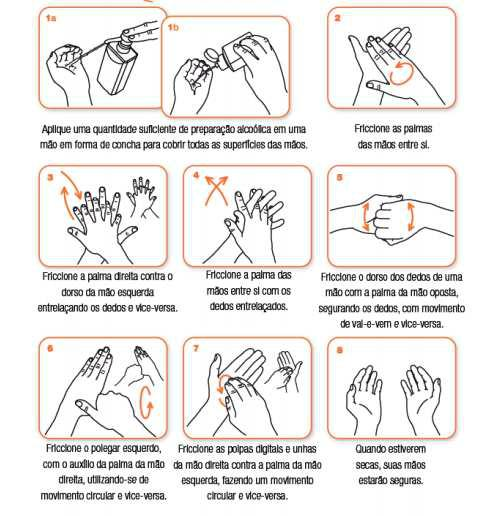 1a
1b
2
Aplique uma quantidade suficiente de preparação alcoólica em uma
mão em forma de concha para cobrir todas as superfícies das mãos.
Friccione as palmas
das mãos entre si.
3
4
5
Friccione a palma direita contra o
dorso da mão esquerda
entrelaçando os dedos e vice-versa.
Friccione a palma das
mãos entre si com os
dedos entrelaçados.
Friccione o dorso dos dedos de uma
mão com a palma da mão oposta,
segurando os dedos, com movimento
de vai-e-vem e vice-versa.
6
7
8
Friccione o polegar esquerdo,
com o auxílio da palma da mão
direita, utilizando-se de
movimento circular e vice-versa.
Friccione as polpas digitais e unhas
da mão direita contra a palma da mão
esquerda, fazendo um movimento
circular e vice-versa.
Quando estiverem
secas, suas mãos
estarão seguras.